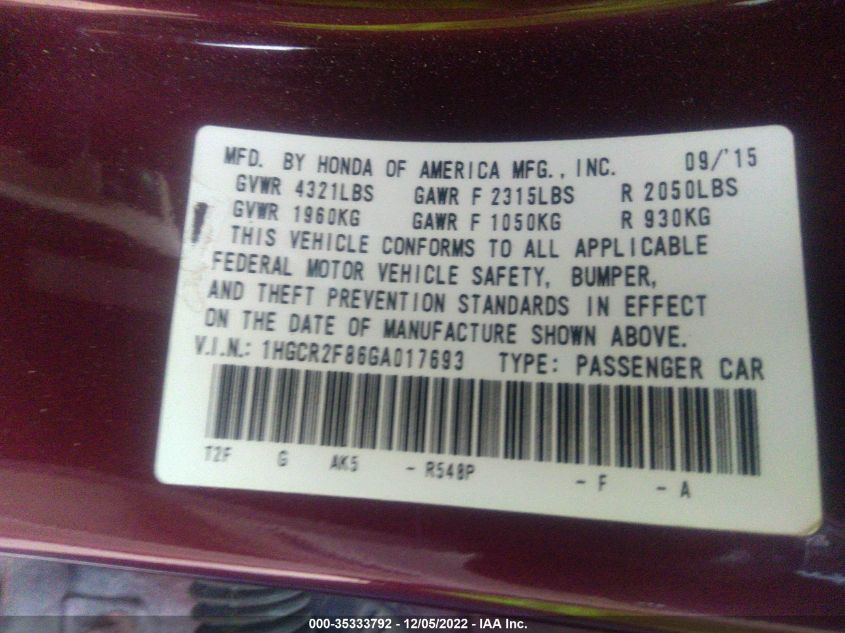 MFD. BY HONDA OF AMERICA MFG., INC. 09/'15
GVWR 4321LBS GAWR F 2315LBS R 2050LBS
GVWR 1960KG GAWR F 1050KG R 930KG
THIS VEHICLE CONFORMS TO ALL APPLICABLE
FEDERAL MOTOR VEHICLE SAFETY, BUMPER,
AND THEFT PREVENTION STANDARDS IN EFFECT
ON THE DATE OF MANUFACTURE SHOWN ABOVE.
V.I.N.: 1HGCR2F86GA017693 TYPE: PASSENGER CAR
T2F G AK5 - R548P - F - A
000-35333792 - 12/05/2022 - IAA Inc.